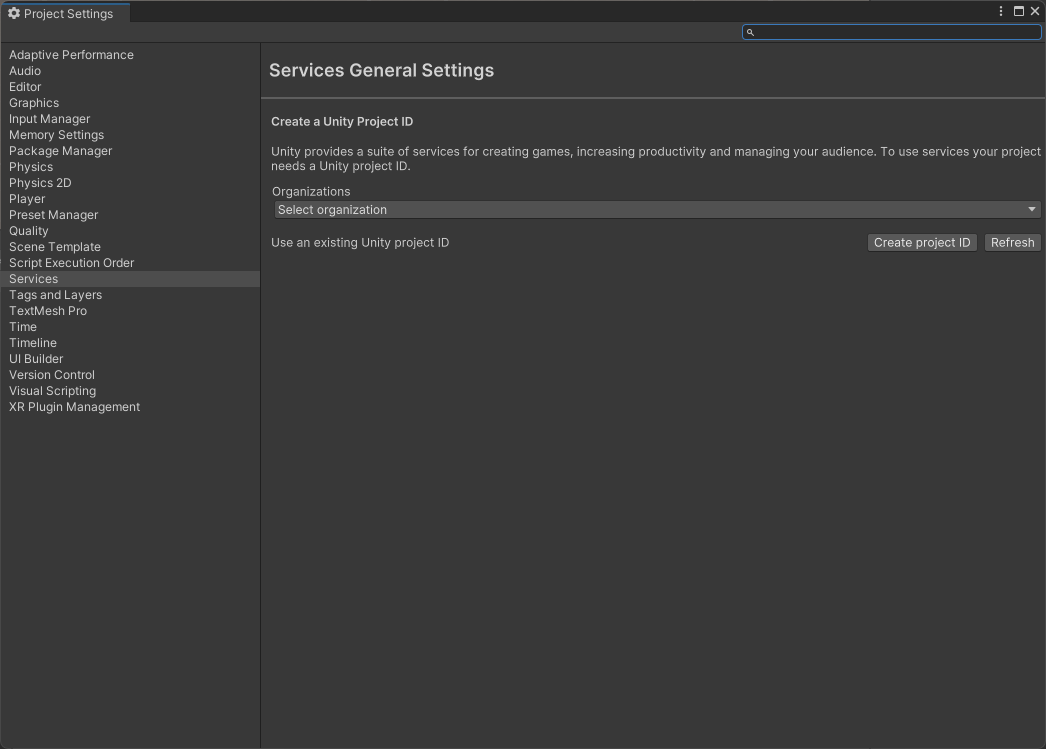 Project Settings
Adaptive Performance
Audio
Editor
Graphics
Input Manager
Memory Settings
Package Manager
Physics
Physics 2D
Player
Preset Manager
Quality
Scene Template
Script Execution Order
Services
Tags and Layers
TextMesh Pro
Time
Timeline
UI Builder
Version Control
Visual Scripting
XR Plugin Management
Services General Settings
Create a Unity Project ID
Unity provides a suite of services for creating games, increasing productivity and managing your audience. To use services your project
needs a Unity project ID.
Organizations
Select organization
Use an existing Unity project ID
Create project ID
Refresh